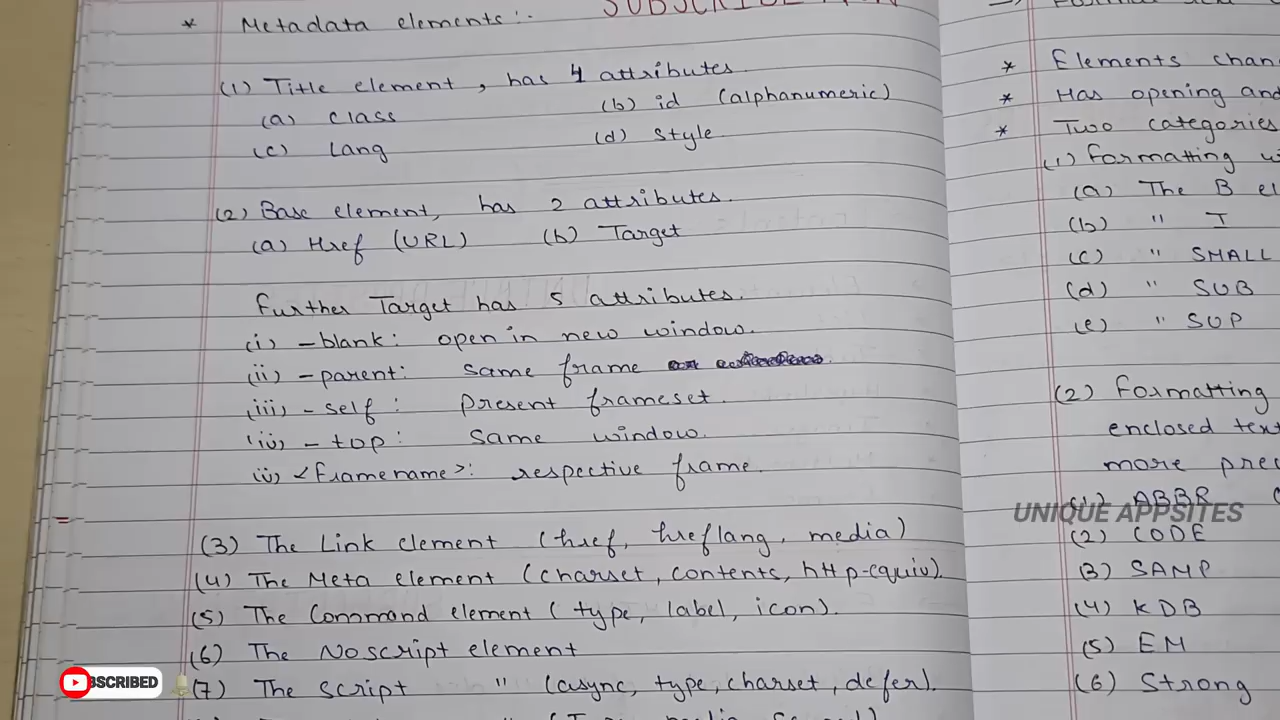 * Metadata elements:-
(1) Title element, has 4 attributes.
(a) class (b) id (alphanumeric)
(c) Lang (d) Style
(2) Base element, has 2 attributes.
(a) Href (URL) (b) Target
Further Target has 5 attributes.
(i) -blank: open in new window.
(ii) -parent: same frame
(iii) -self: present frameset.
(iv) -top: same window.
(v) <framename>: respective frame.
(3) The Link element (href, hreflang, media)
(4) The Meta element (charset, contents, http-equiv).
(5) The Command element (type, label, icon).
(6) The Noscript element
(7) The script " (async, type, charset, defer).
* Elements chan
* Has opening and
* Two categories
(1) Formatting
(a) The B el
(b) " I
(c) " SMALL
(d) " SUB
(e) " SUP
(2) Formatting
enclosed text
more prec
(1) ABBR
(2) CODE
(3) SAMP
(4) KDB
(5) EM
(6) Strong
UNIQUE APPSITES
BSCRIBED